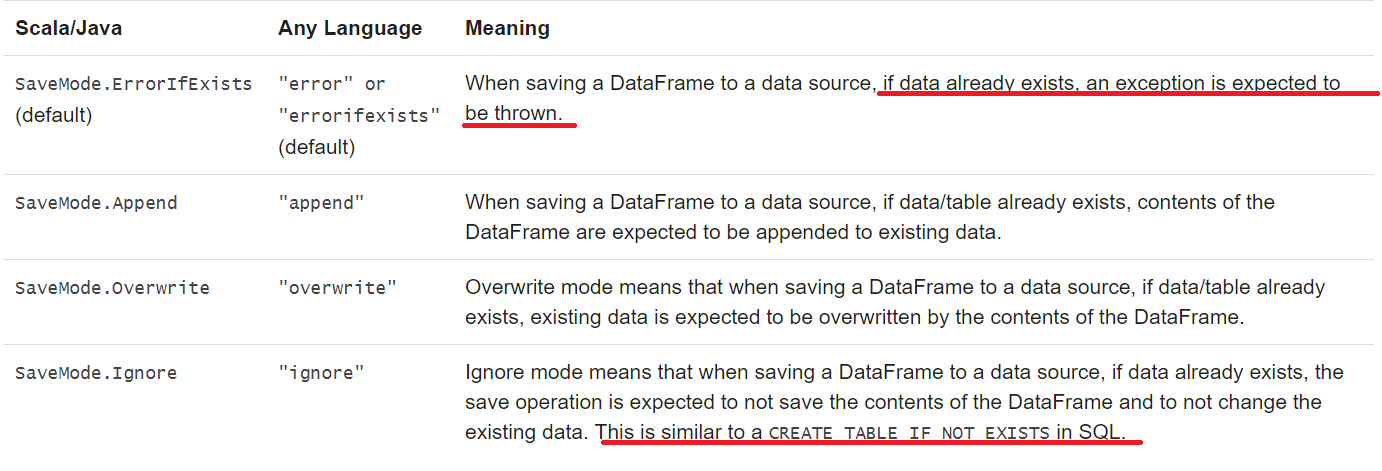 Scala/Java Any Language Meaning
SaveMode.ErrorIfExists "error" or When saving a DataFrame to a data source, if data already exists, an exception is expected to
(default) "errorifexists" be thrown.
(default)
SaveMode.Append "append" When saving a DataFrame to a data source, if data/table already exists, contents of the
DataFrame are expected to be appended to existing data.
SaveMode.Overwrite "overwrite" Overwrite mode means that when saving a DataFrame to a data source, if data/table already
exists, existing data is expected to be overwritten by the contents of the DataFrame.
SaveMode.Ignore "ignore" Ignore mode means that when saving a DataFrame to a data source, if data already exists, the
save operation is expected to not save the contents of the DataFrame and to not change the
existing data. This is similar to a CREATE TABLE IF NOT EXISTS in SQL.